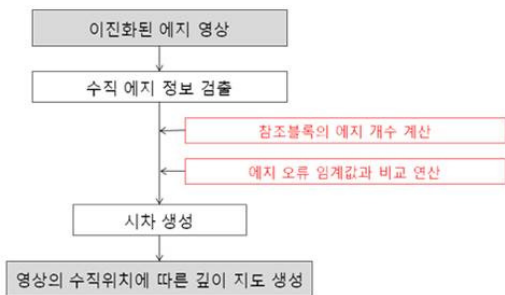 이진화된 에지 영상
수직 에지 정보 검출
참조블록의 에지 개수 계산
에지 오류 임계값과 비교 연산
시차 생성
영상의 수직위치에 따른 깊이 지도 생성